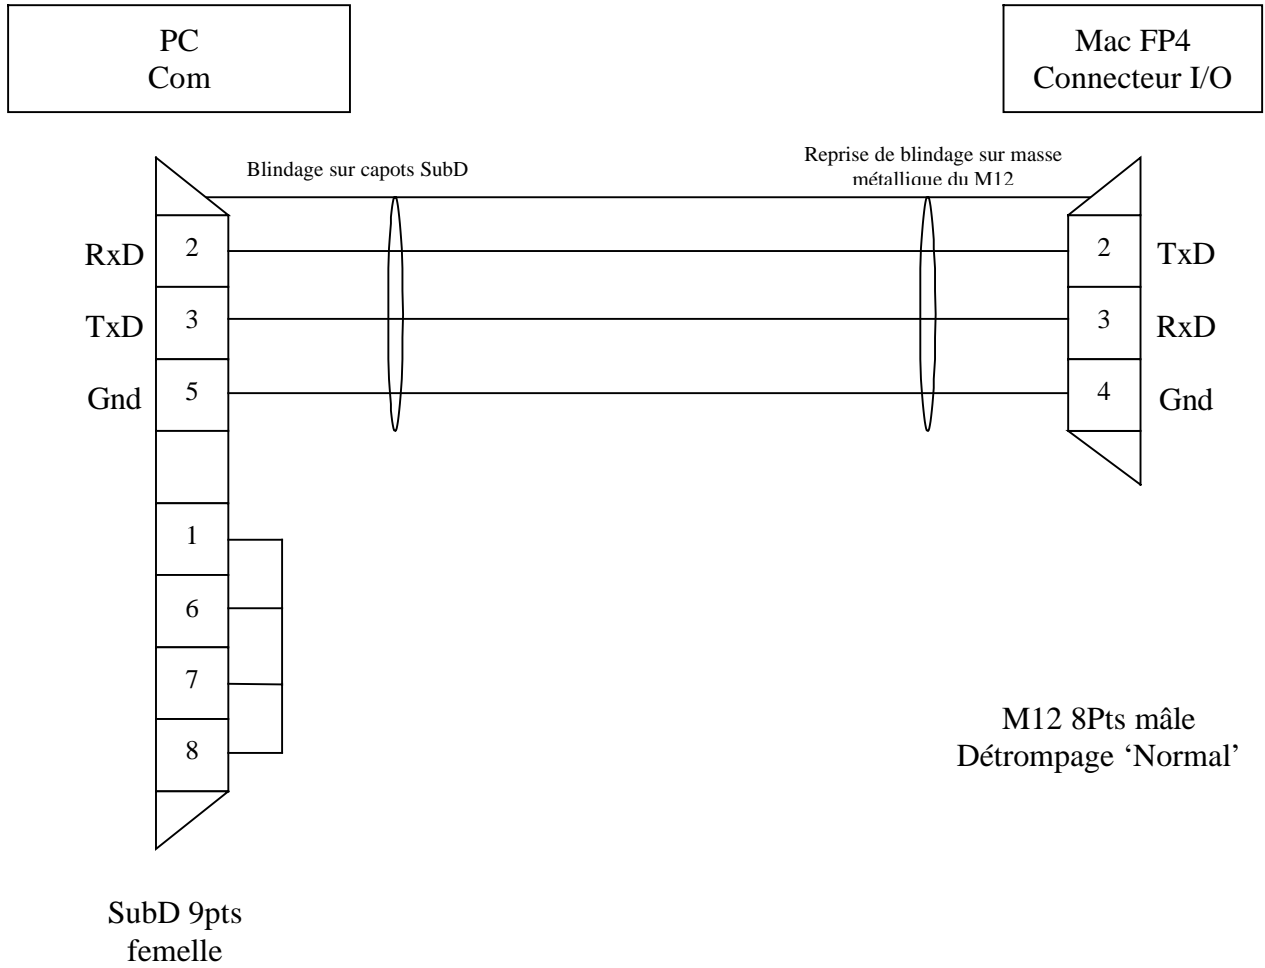 PC
Com
Mac FP4
Connecteur I/O
Blindage sur capots SubD
Reprise de blindage sur masse
métallique du M12
RxD
2
2
TxD
TxD
3
3
RxD
Gnd
5
4
Gnd
1
6
7
8
M12 8Pts mâle
Détrompage ‘Normal’
SubD 9pts
femelle